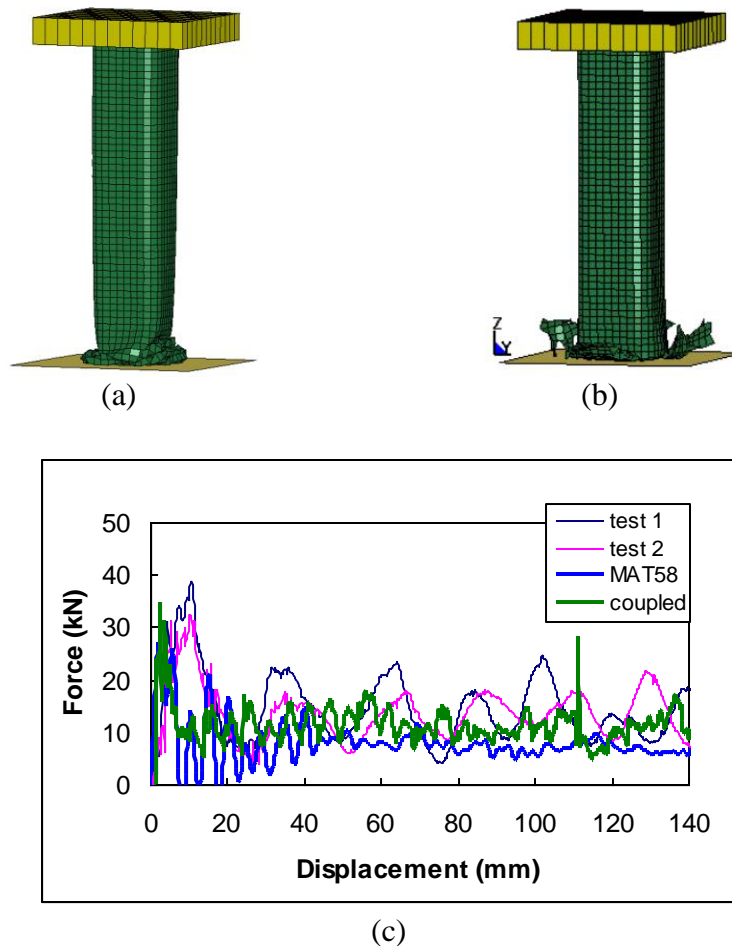 Z
Y
(a)
(b)
test 1
test 2
MAT58
coupled
50
40
30
20
10
0
Force (kN)
0 20 40 60 80 100 120 140
Displacement (mm)
(c)